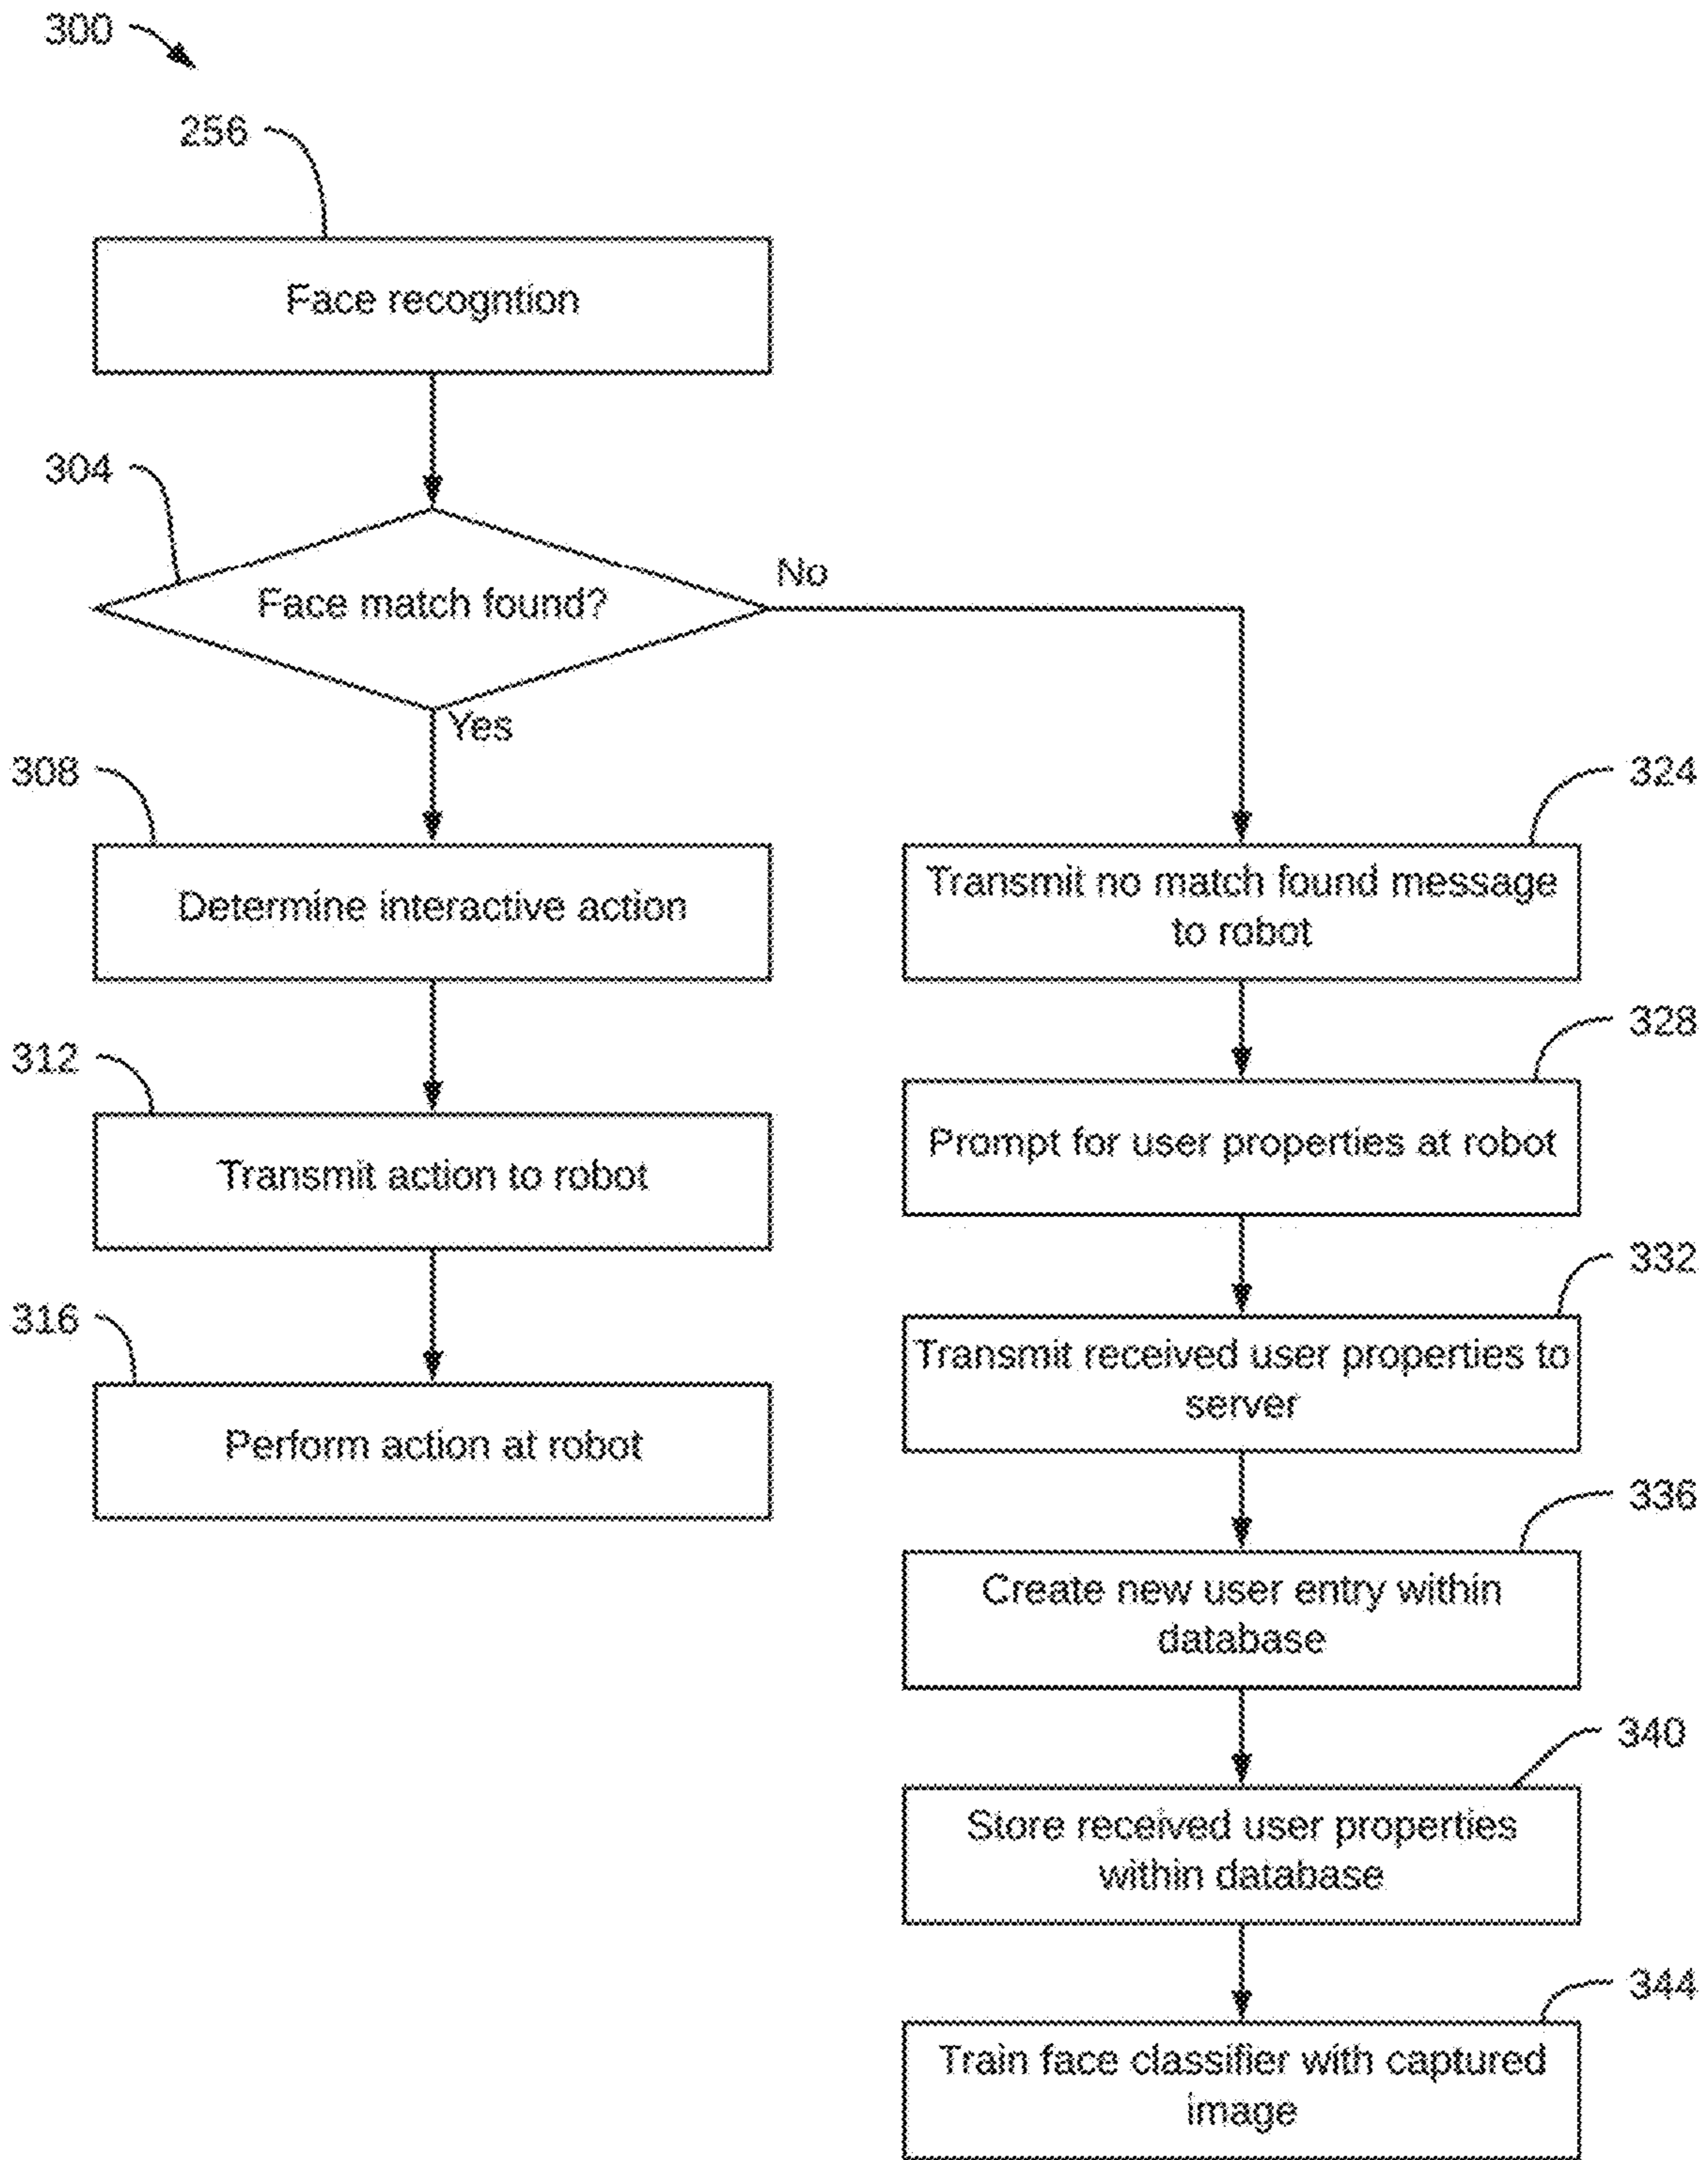 300
256
Face recogntion
304
Face match found?
No
Yes
308
Determine interactive action
312
Transmit action to robot
316
Perform action at robot
324
Transmit no match found message
to robot
328
Prompt for user properties at robot
332
Transmit received user properties to
server
336
Create new user entry within
database
340
Store received user properties
within database
344
Train face classifier with captured
image